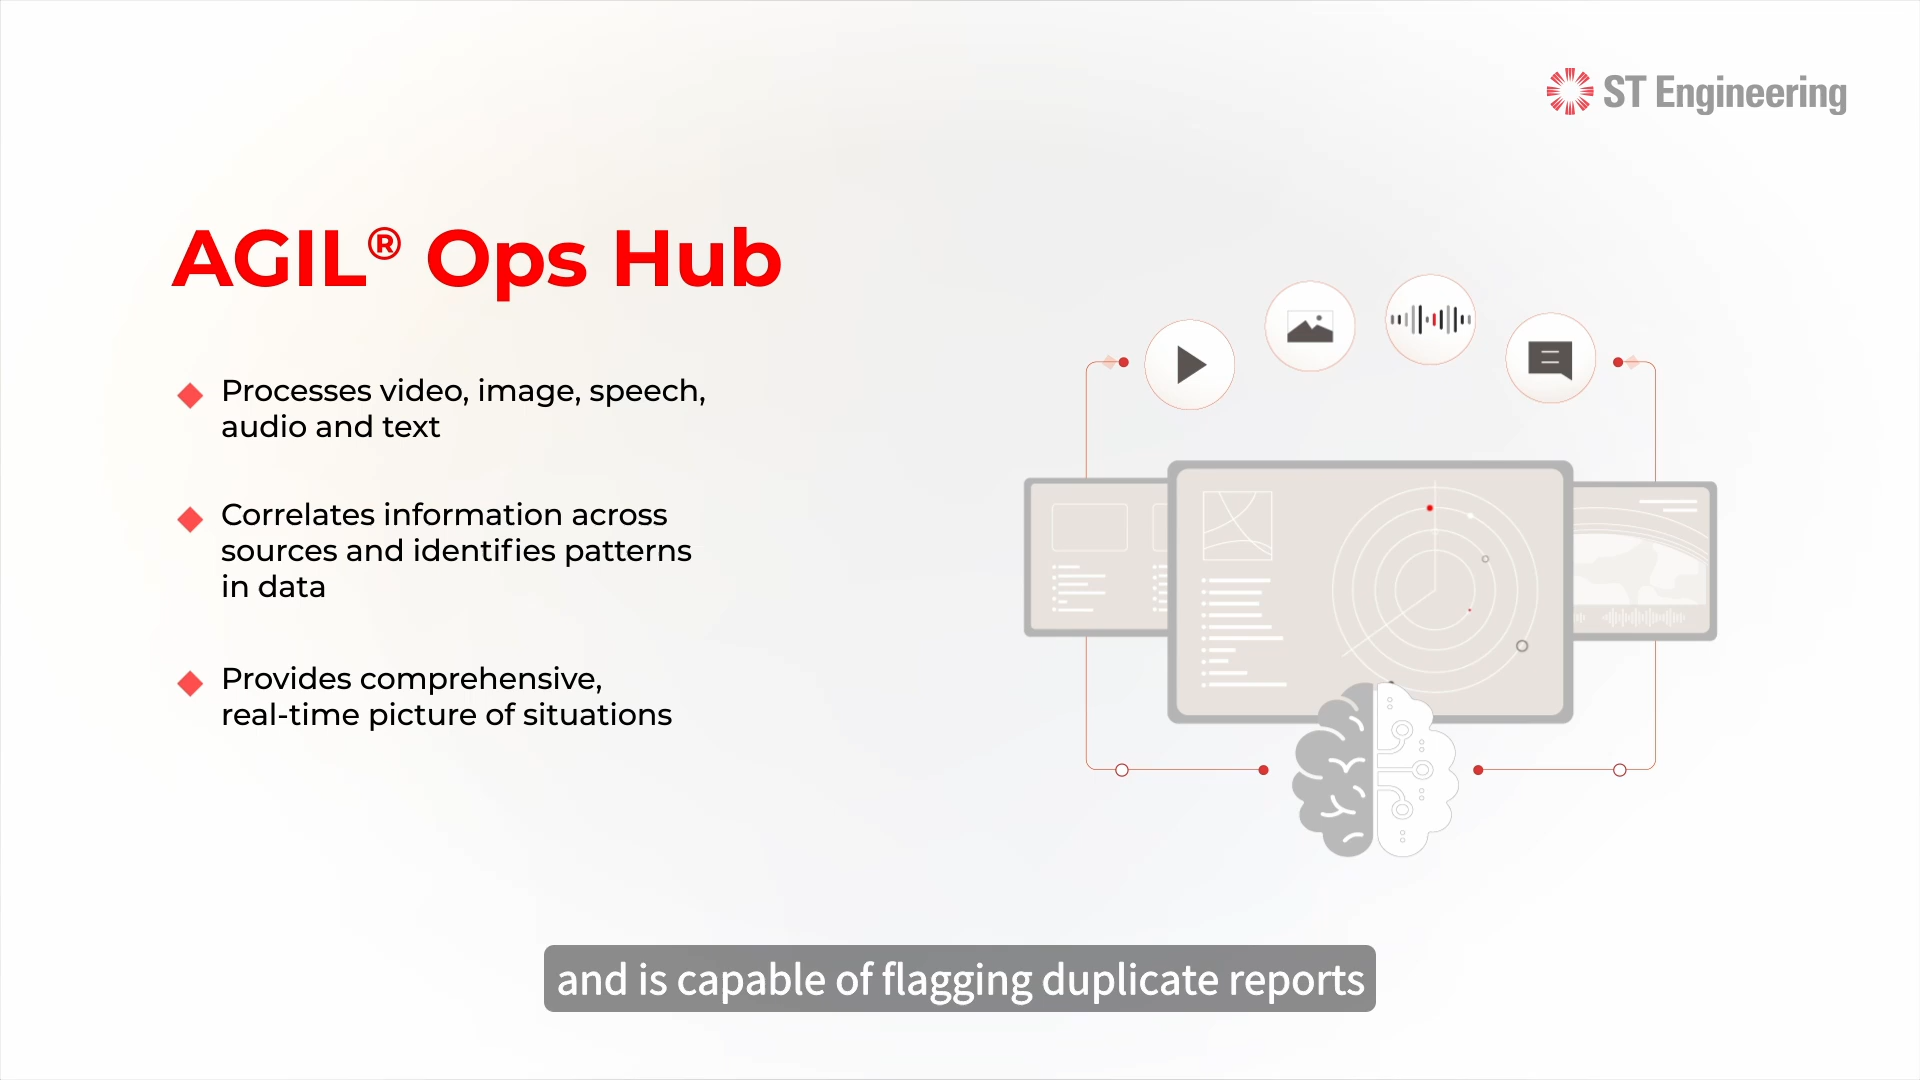 ST Engineering
AGIL® Ops Hub
Processes video, image, speech,
audio and text
Correlates information across
sources and identifies patterns
in data
Provides comprehensive,
real-time picture of situations
and is capable of flagging duplicate reports